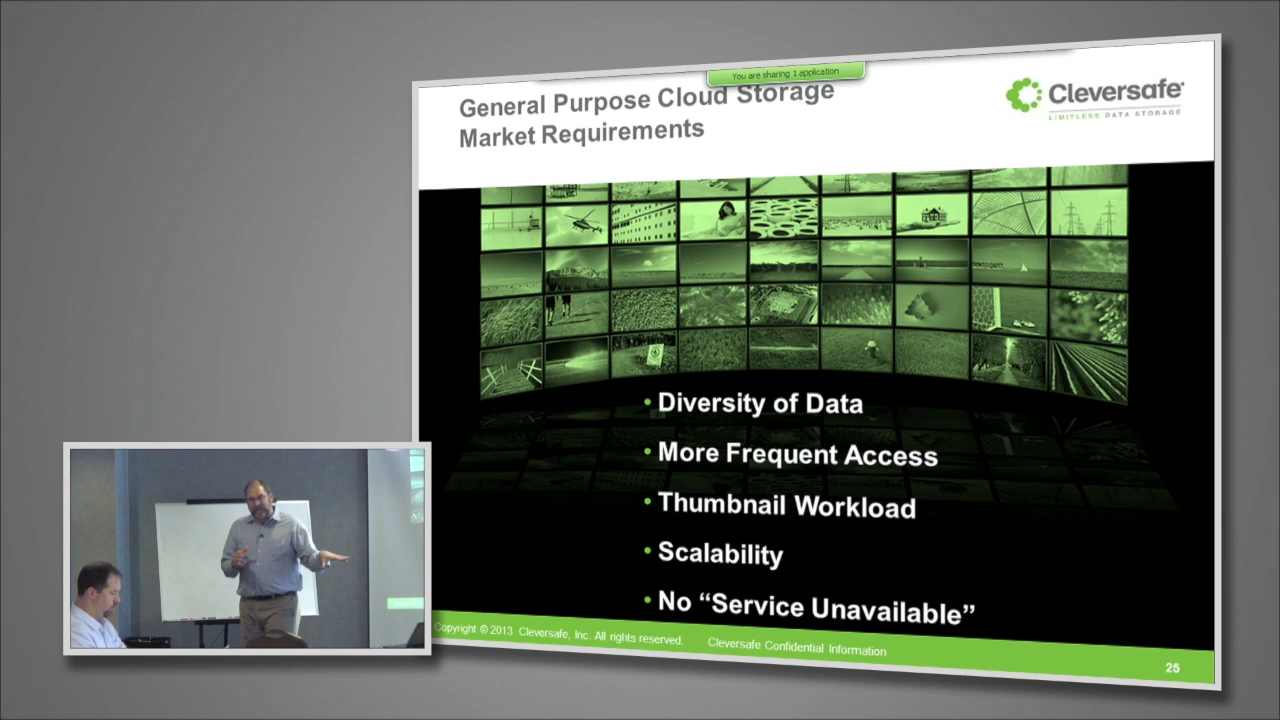 You are sharing 1 application
General Purpose Cloud Storage
Market Requirements
Cleversafe
LIMITLESS DATA STORAGE
• Diversity of Data
• More Frequent Access
• Thumbnail Workload
• Scalability
• No “Service Unavailable”
Copyright © 2013 Cleversafe, Inc. All rights reserved. Cleversafe Confidential Information
25